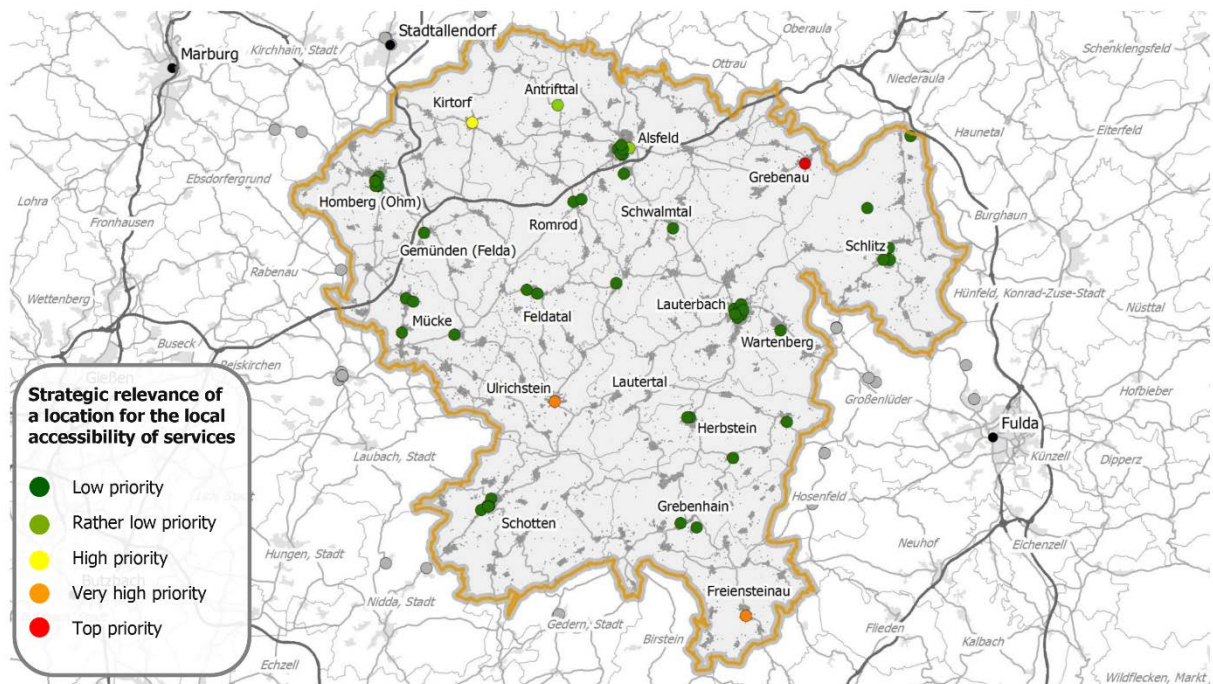 Stadtallendorf
Oberaula
Schenklengsfeld
Marburg
Kirchhain, Stadt
Ottrau
Niederaula
Antrifttal
Kirtorf
Haunetal
Eiterfeld
Alsfeld
Ebsdorfergrund
Grebenau
Lohra
Homberg (Ohm)
Fronhausen
Romrod
Schwalmtal
Burghaun
Gemünden (Felda)
Schlitz
Rabenau
Wettenberg
Hünfeld, Konrad-Zuse-Stadt
Nüsttal
Feldatal
Lauterbach
Mücke
Wartenberg
Buseck
Reiskirchen
Gießen
Ulrichstein
Lautertal
Hofbieber
Großenlüder
Strategic relevance of
a location for the local
accessibility of services
Herbstein
Fulda
Laubach, Stadt
Künzell
Dipperz
Low priority
Hosenfeld
Rather low priority
Schotten
Grebenhain
High priority
Neuhof
Eichenzell
Hungen, Stadt
Butzbach
Very high priority
Nidda, Stadt
Freiensteinau
Gedern, Stadt
Top priority
Birstein
Flieden
Kalbach
Echzell
Wildflecken, Markt